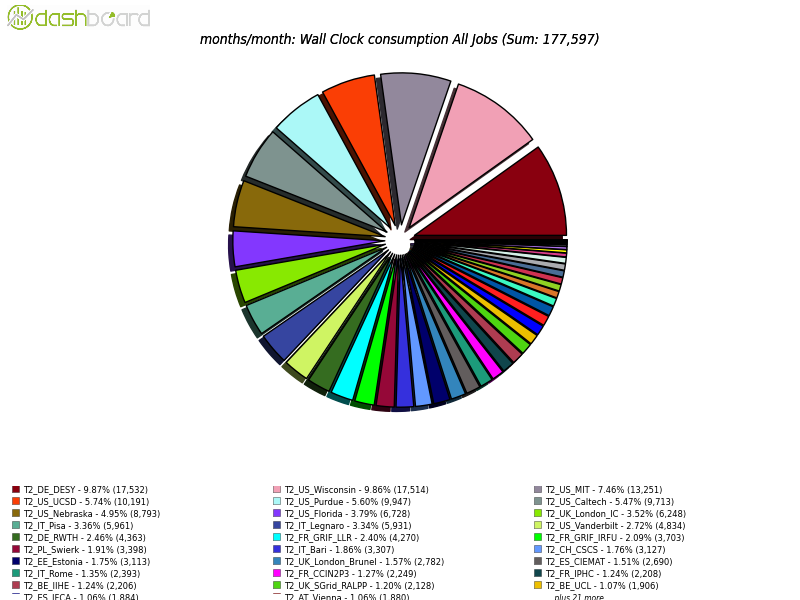 dashboard
months/month: Wall Clock consumption All Jobs (Sum: 177,597)
T2_DE_DESY - 9.87% (17,532) T2_US_Wisconsin - 9.86% (17,514) T2_US_MIT - 7.46% (13,251)
T2_US_UCSD - 5.74% (10,191) T2_US_Purdue - 5.60% (9,947) T2_US_Caltech - 5.47% (9,713)
T2_US_Nebraska - 4.95% (8,793) T2_US_Florida - 3.79% (6,728) T2_UK_London_IC - 3.52% (6,248)
T2_IT_Pisa - 3.36% (5,961) T2_IT_Legnaro - 3.34% (5,931) T2_US_Vanderbilt - 2.72% (4,834)
T2_DE_RWTH - 2.46% (4,363) T2_FR_GRIF_LLR - 2.40% (4,270) T2_FR_GRIF_IRFU - 2.09% (3,703)
T2_PL_Swierk - 1.91% (3,398) T2_IT_Bari - 1.86% (3,307) T2_CH_CSCS - 1.76% (3,127)
T2_EE_Estonia - 1.75% (3,113) T2_UK_London_Brunel - 1.57% (2,782) T2_ES_CIEMAT - 1.51% (2,690)
T2_IT_Rome - 1.35% (2,393) T2_FR_CCIN2P3 - 1.27% (2,249) T2_FR_IPHC - 1.24% (2,208)
T2_BE_IIHE - 1.24% (2,206) T2_UK_SGrid_RALPP - 1.20% (2,128) T2_BE_UCL - 1.07% (1,906)
T2_ES_IFCA - 1.06% (1,884) T2_AT_Vienna - 1.06% (1,880) plus 21 more